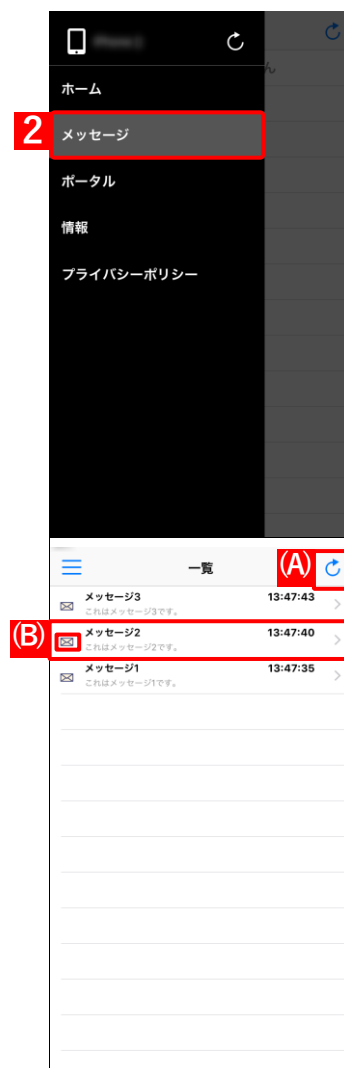 ホーム
2
メッセージ
ポータル
情報
プライバシーポリシー
ん
一覧
(A)
メッセージ3
13:47:43
これはメッセージ3です。
(B)
メッセージ2
13:47:40
これはメッセージ2です。
メッセージ1
13:47:35
これはメッセージ1です。